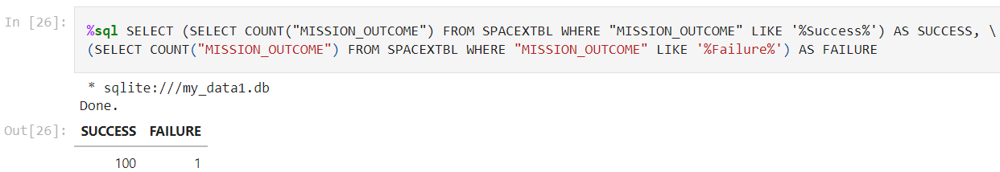 In [26]:
%sql SELECT (SELECT COUNT("MISSION_OUTCOME") FROM SPACEXTBL WHERE "MISSION_OUTCOME" LIKE '%Success%') AS SUCCESS, \
(SELECT COUNT("MISSION_OUTCOME") FROM SPACEXTBL WHERE "MISSION_OUTCOME" LIKE '%Failure%') AS FAILURE
* sqlite:///my_data1.db
Done.
Out[26]:
SUCCESS FAILURE
100 1